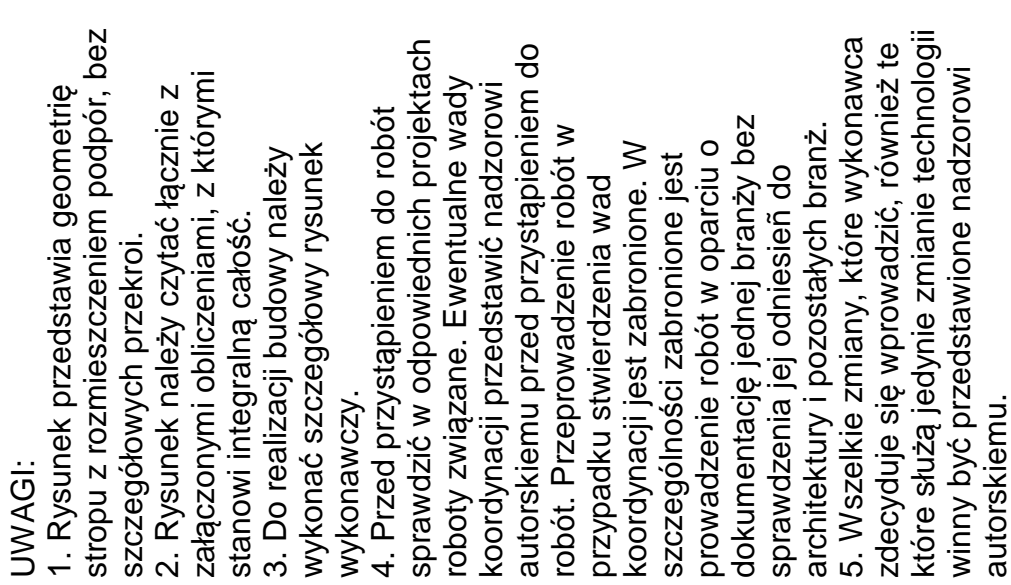 UWAGI:
1. Rysunek przedstawia geometrię
stropu z rozmieszczeniem podpór, bez
szczegółowych przekroi.
2. Rysunek należy czytać łącznie z
załączonymi obliczeniami, z którymi
stanowi integralną całość.
3. Do realizacji budowy należy
wykonać szczegółowy rysunek
wykonawczy.
4. Przed przystąpieniem do robót
sprawdzić w odpowiednich projektach
roboty związane. Ewentualne wady
koordynacji przedstawić nadzorowi
autorskiemu przed przystąpieniem do
robót. Przeprowadzenie robót w
przypadku stwierdzenia wad
koordynacji jest zabronione. W
szczególności zabronione jest
prowadzenie robót w oparciu o
dokumentację jednej branży bez
sprawdzenia jej odniesień do
architektury i pozostałych branż.
5. Wszelkie zmiany, które wykonawca
zdecyduje się wprowadzić, również te
które służą jedynie zmianie technologii
winny być przedstawione nadzorowi
autorskiemu.